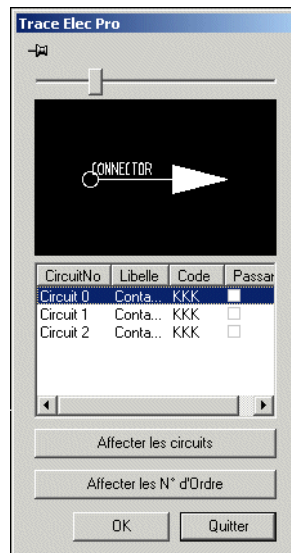 Trace Elec Pro
CONNECTOR
CircuitNo Libelle Code Passar
Circuit 0 Conta... KKK
Circuit 1 Conta... KKK
Circuit 2 Conta... KKK
Affecter les circuits
Affecter les N° d'Ordre
OK Quitter